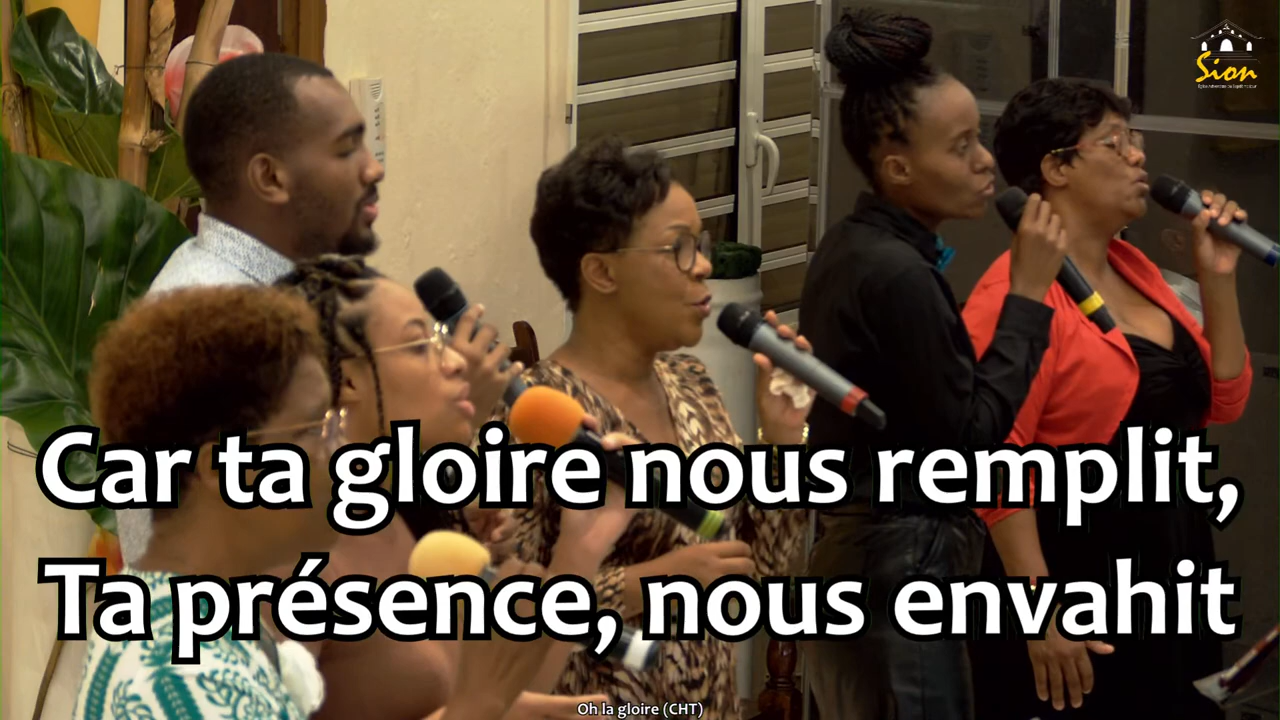 Sion
Car ta gloire nous remplit,
Ta présence, nous envahit
Oh la gloire (CHT)